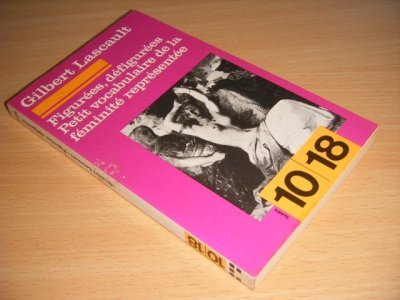 Gilbert Lascault
Figurées, défigurées
Petit vocabulaire de la
féminité représentée
10|18
10|18